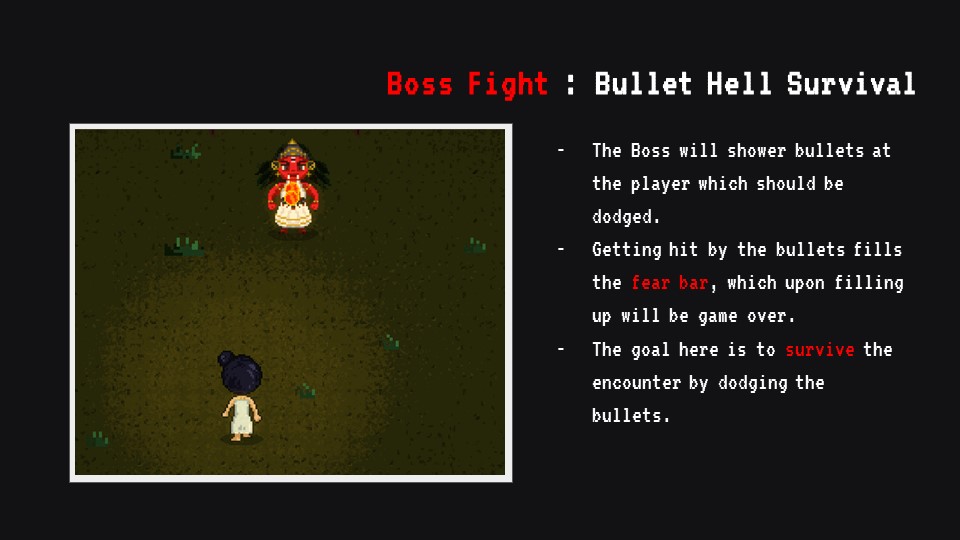 Boss Fight : Bullet Hell Survival
- The Boss will shower bullets at
the player which should be
dodged.
- Getting hit by the bullets fills
the fear bar, which upon filling
up will be game over.
- The goal here is to survive the
encounter by dodging the
bullets.